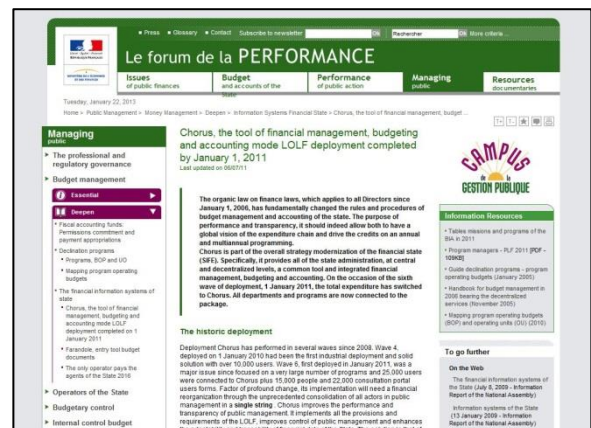 Press Glossary Contact Subscribe to newsletter Ok Rechercher Ok More criteria ...
Le forum de la PERFORMANCE
Issues
of public finances
Budget
and accounts of the
State
Performance
of public action
Managing
public
Resources
documentaries
Tuesday, January 22, 2013
Home > Public Management > Money Management > Deepen > Information Systems Financial State > Chorus, the tool of financial management, budget ...
Managing
public
The professional and
regulatory governance
Budget management
Essential
Deepen
Fiscal accounting funds:
Permissions commitment and
payment appropriations
Declination programs
Programs, BOP and UO
Mapping program operating
budgets
The financial information systems of
state
Chorus, the tool of financial
management, budgeting and
accounting mode LOLF
deployment completed on 1
January 2011
Farandole, entry tool budget
documents
The only operator pays the
agents of the State 2016
Operators of the State
Budgetary control
Internal control budget
Chorus, the tool of financial management, budgeting
and accounting mode LOLF deployment completed
by January 1, 2011
Last updated on 06/07/11
The organic law on finance laws, which applies to all Directors since
January 1, 2006, has fundamentally changed the rules and procedures of
budget management and accounting of the state. The purpose of
performance and transparency, it should indeed allow both to have a
global vision of the expenditure chain and drive the credits on an annual
and multiannual programming.
Chorus is part of the overall strategy modernization of the financial state
(SIFE). Specifically, it provides all of the state administration, at central
and decentralized levels, a common tool and integrated financial
management, budgeting and accounting. On the occasion of the sixth
wave of deployment, 1 January 2011, the total expenditure has switched
to Chorus. All departments and programs are now connected to the
package.
The historic deployment
Deployment Chorus has performed in several waves since 2008. Wave 4,
deployed on 1 January 2010 had been the first industrial deployment and solid
solution with over 10,000 users. Wave 6, first deployed in January 2011, was a
major issue since focused on a very large number of programs and 25,000 users
were connected to Chorus plus 15,000 people and 22,000 consultation portal
users forms. Factor of profound change, its implementation will need a financial
reorganization through the unprecedented consolidation of all actors in public
management in a single string. Chorus improves the performance and
transparency of public management. It implements all the provisions and
requirements of the LOLF, improves control of public management and enhances
CAMPUS
de la
GESTION PUBLIQUE
Information Resources
Tables missions and programs of the
BIA in 2011
Program managers - PLF 2011 [PDF -
109KB]
Guide declination programs - program
operating budgets (January 2005)
Handbook for budget management in
2006 bearing the decentralized
services (November 2005)
Mapping program operating budgets
(BOP) and operating units (OU) (2010)
To go further
On the Web
The financial information systems of
the State (July 8, 2009 - Information
Report of the National Assembly)
Information systems of the State
(13 January 2009 - Information
Report of the National Assembly)